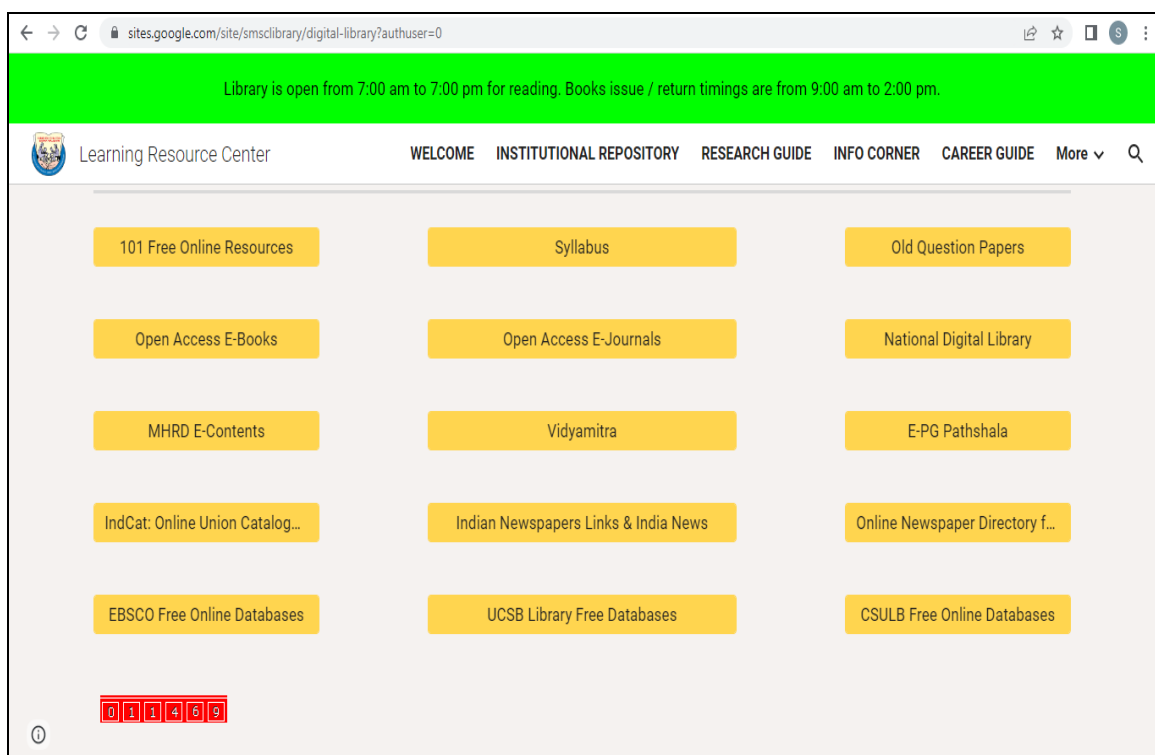 sites.google.com/site/smsclibrary/digital-library?authuser=0
S
Library is open from 7:00 am to 7:00 pm for reading. Books issue / return timings are from 9:00 am to 2:00 pm.
Learning Resource Center WELCOME INSTITUTIONAL REPOSITORY RESEARCH GUIDE INFO CORNER CAREER GUIDE More
101 Free Online Resources Syllabus Old Question Papers
Open Access E-Books Open Access E-Journals National Digital Library
MHRD E-Contents Vidyamitra E-PG Pathshala
IndCat: Online Union Catalog... Indian Newspapers Links & India News Online Newspaper Directory f...
EBSCO Free Online Databases UCSB Library Free Databases CSULB Free Online Databases
011469